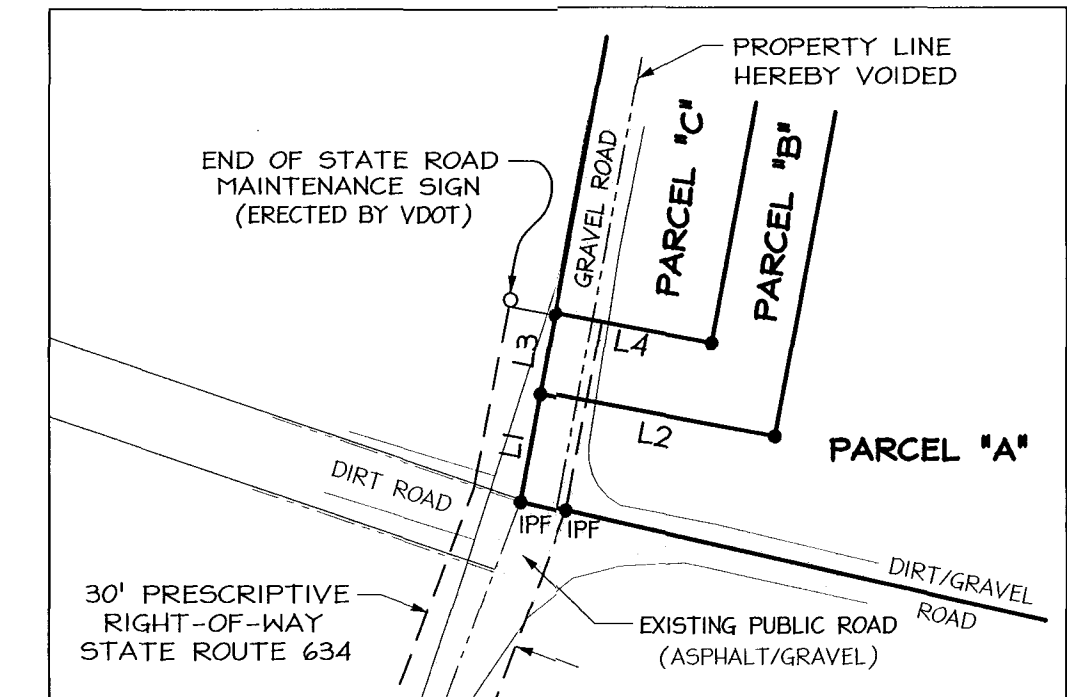 PROPERTY LINE
HEREBY VOIDED
END OF STATE ROAD
MAINTENANCE SIGN
(ERECTED BY VDOT)
GRAVEL ROAD
PARCEL "C"
PARCEL "B"
L3
L4
L1
L2
PARCEL "A"
DIRT ROAD
IPF
IPF
DIRT/GRAVEL
ROAD
30' PRESCRIPTIVE
RIGHT-OF-WAY
STATE ROUTE 634
EXISTING PUBLIC ROAD
(ASPHALT/GRAVEL)